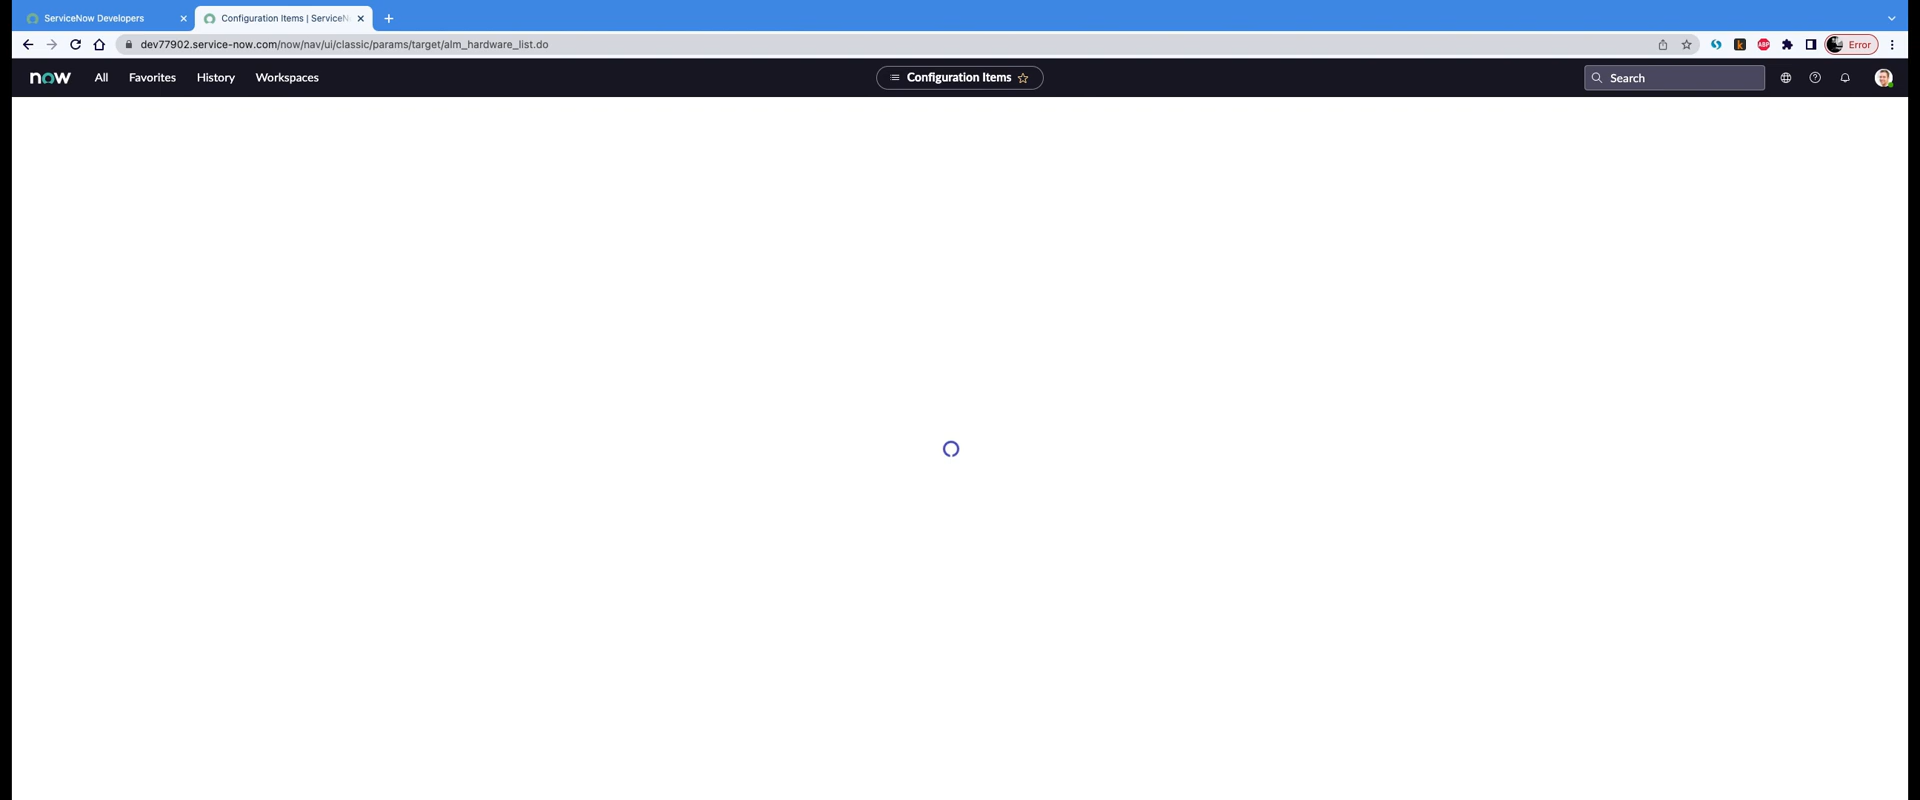 ServiceNow Developers
Configuration Items | ServiceN
dev77902.service-now.com/now/nav/ui/classic/params/target/alm_hardware_list.do
k
ABP
Error
now
All
Favorites
History
Workspaces
Configuration Items
Search